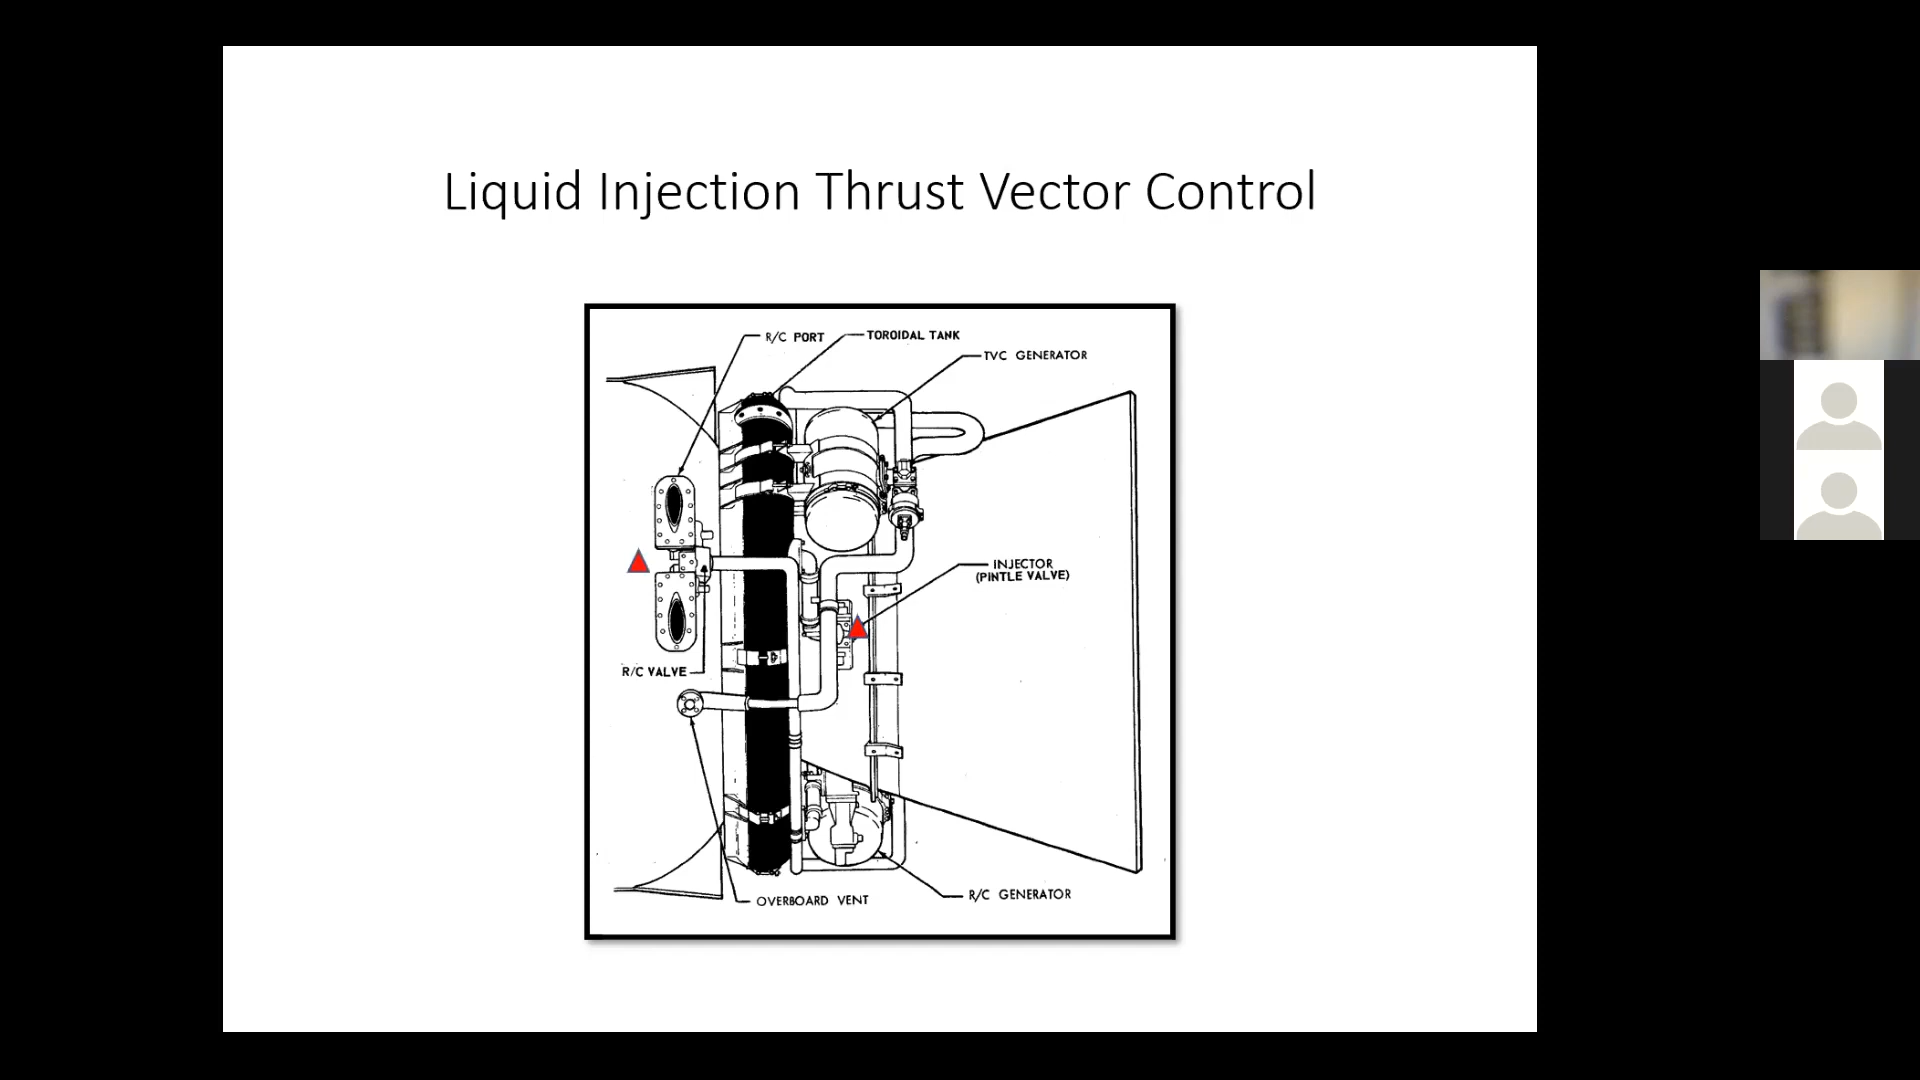 Liquid Injection Thrust Vector Control
R/C PORT
TOROIDAL TANK
TVC GENERATOR
INJECTOR
(PINTLE VALVE)
R/C VALVE
OVERBOARD VENT
R/C GENERATOR